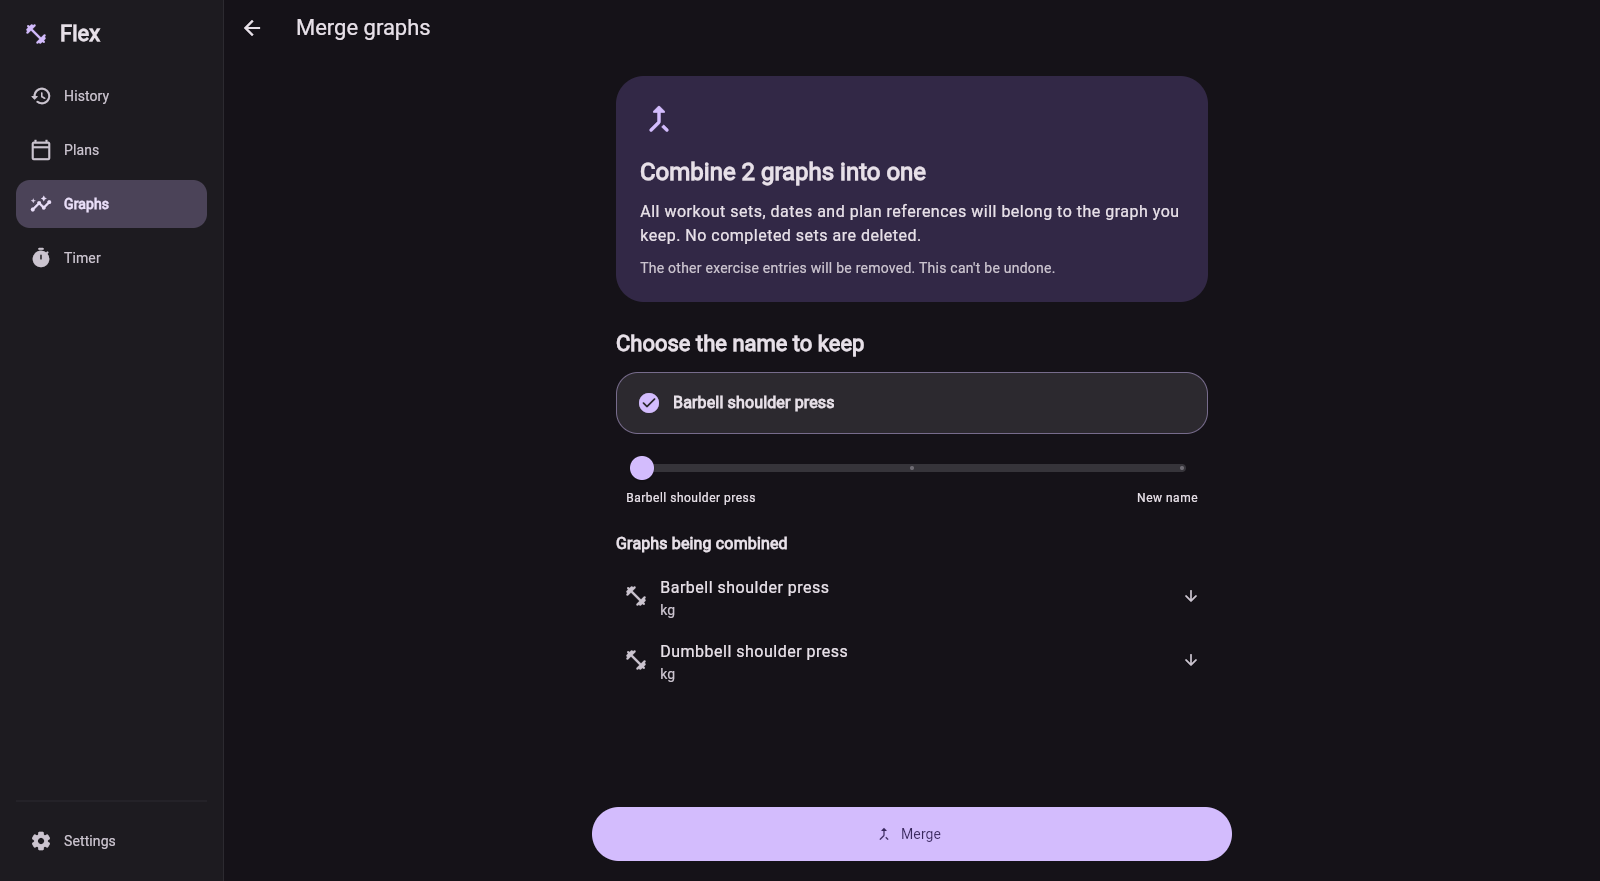 Flex
Merge graphs
History
Plans
Graphs
Timer
Settings
Combine 2 graphs into one
All workout sets, dates and plan references will belong to the graph you
keep. No completed sets are deleted.
The other exercise entries will be removed. This can't be undone.
Choose the name to keep
Barbell shoulder press
Barbell shoulder press
New name
Graphs being combined
Barbell shoulder press
kg
Dumbbell shoulder press
kg
Merge